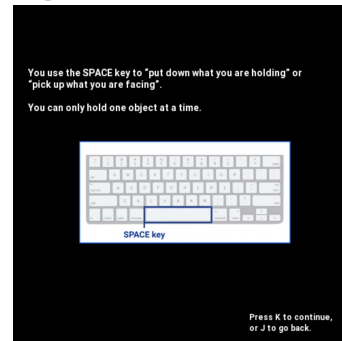 You use the SPACE key to “put down what you are holding” or
“pick up what you are facing”.
You can only hold one object at a time.
SPACE key
Press K to continue,
or J to go back.